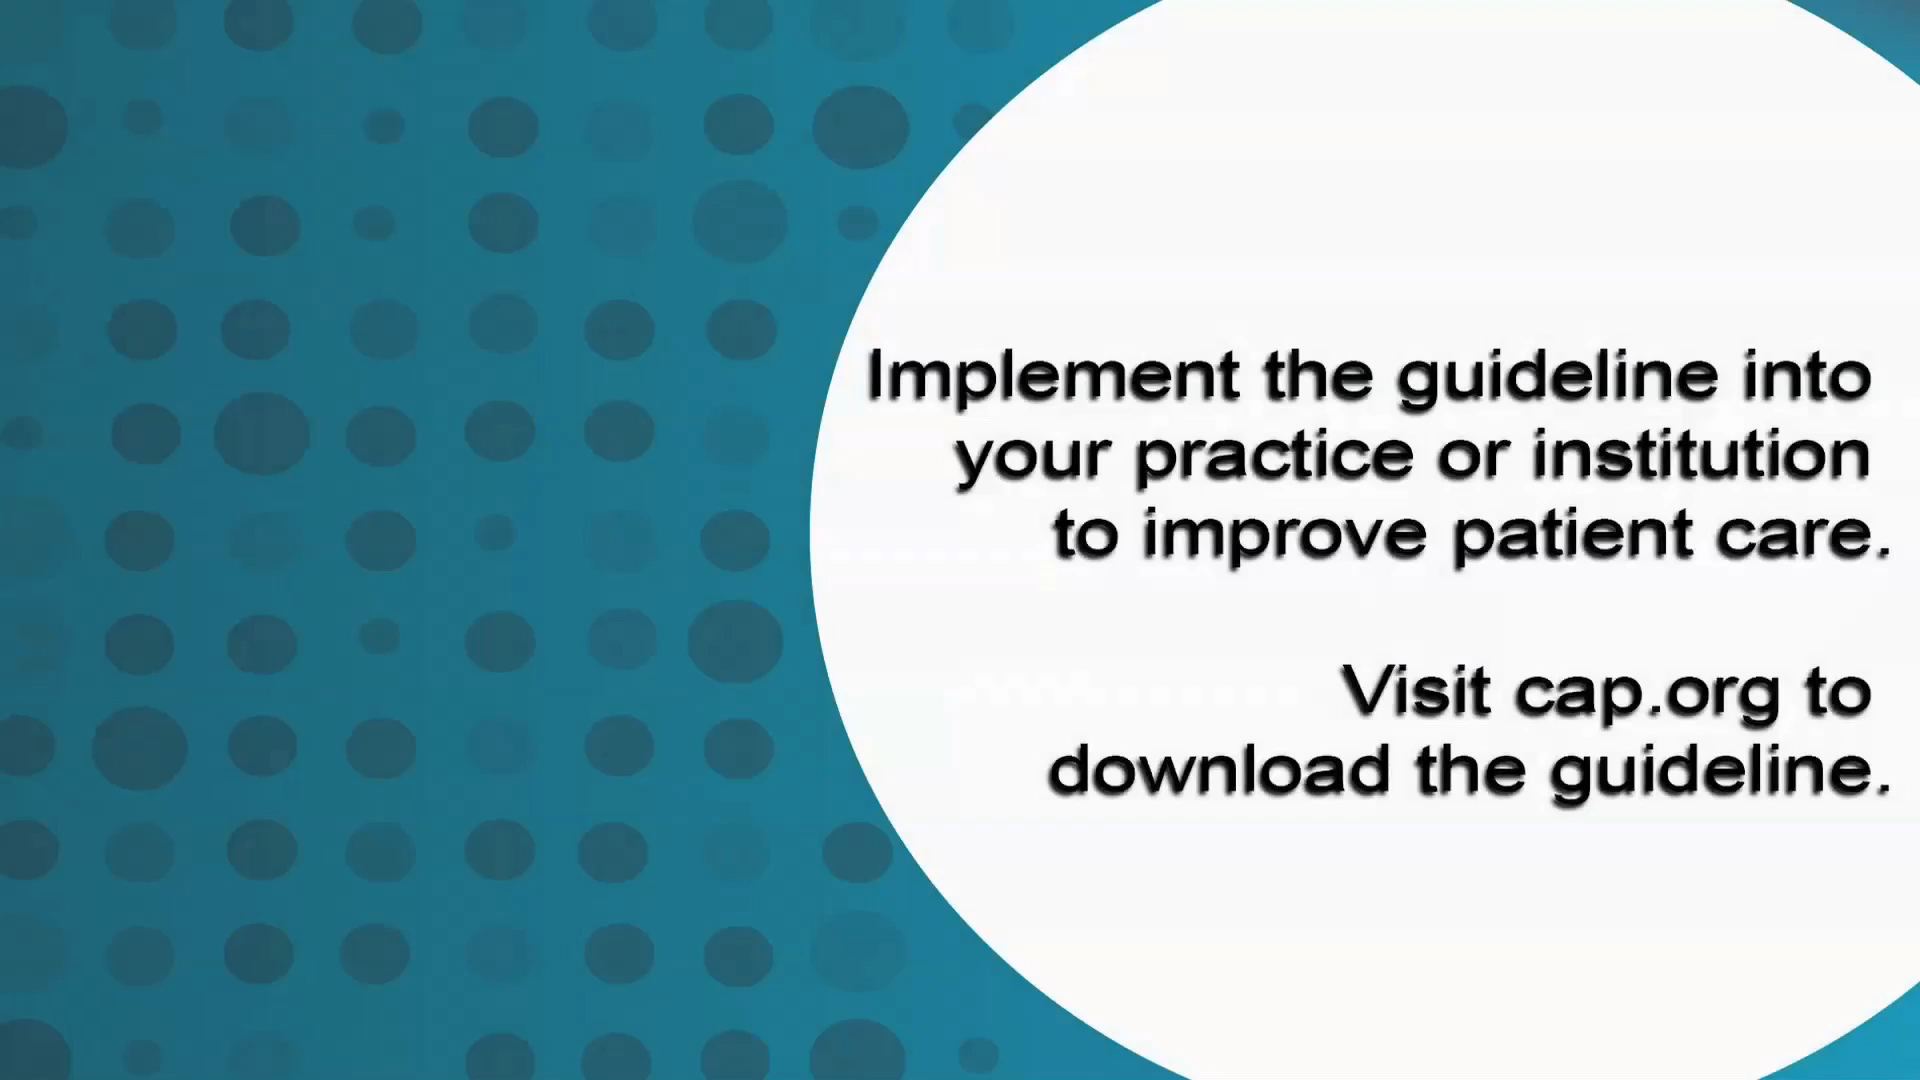 Implement the guideline into
your practice or institution
to improve patient care.
Visit cap.org to
download the guideline.